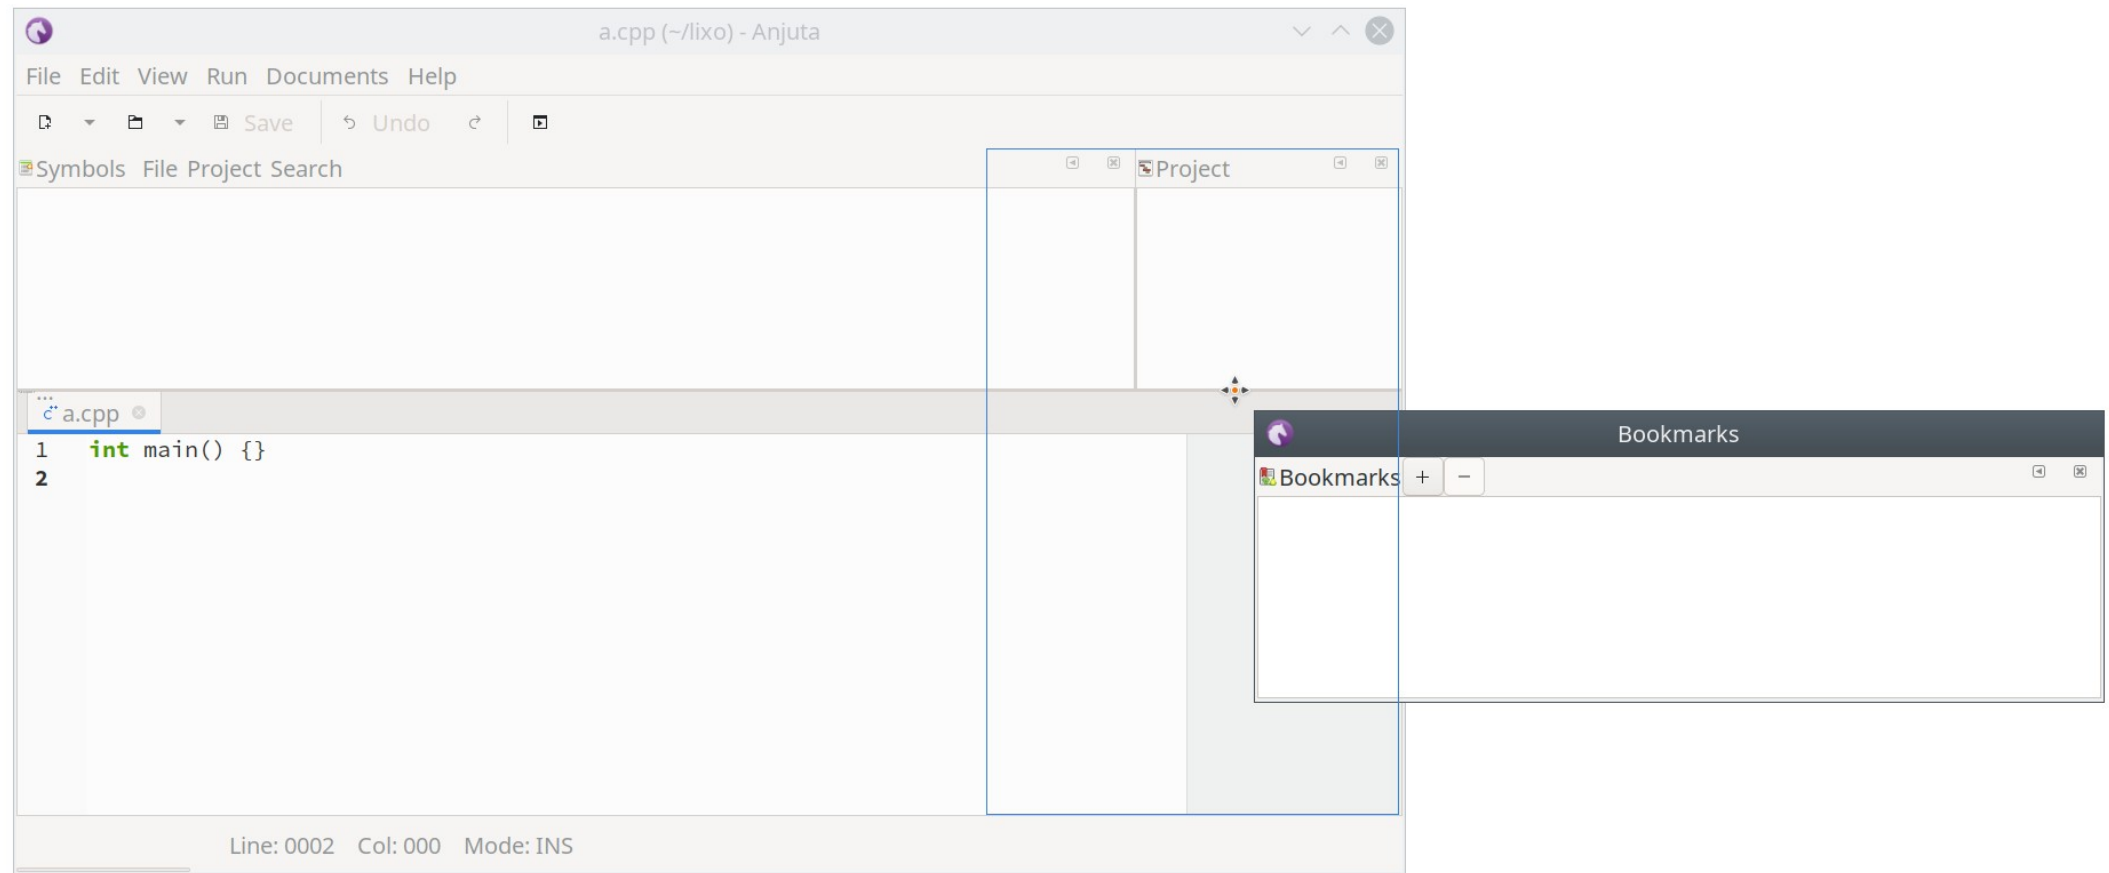 a.cpp (~/lixo) - Anjuta
File Edit View Run Documents Help
Save Undo
Symbols File Project Search Project
a.cpp
1 int main() {}
2
Bookmarks
Bookmarks + −
Line: 0002 Col: 000 Mode: INS